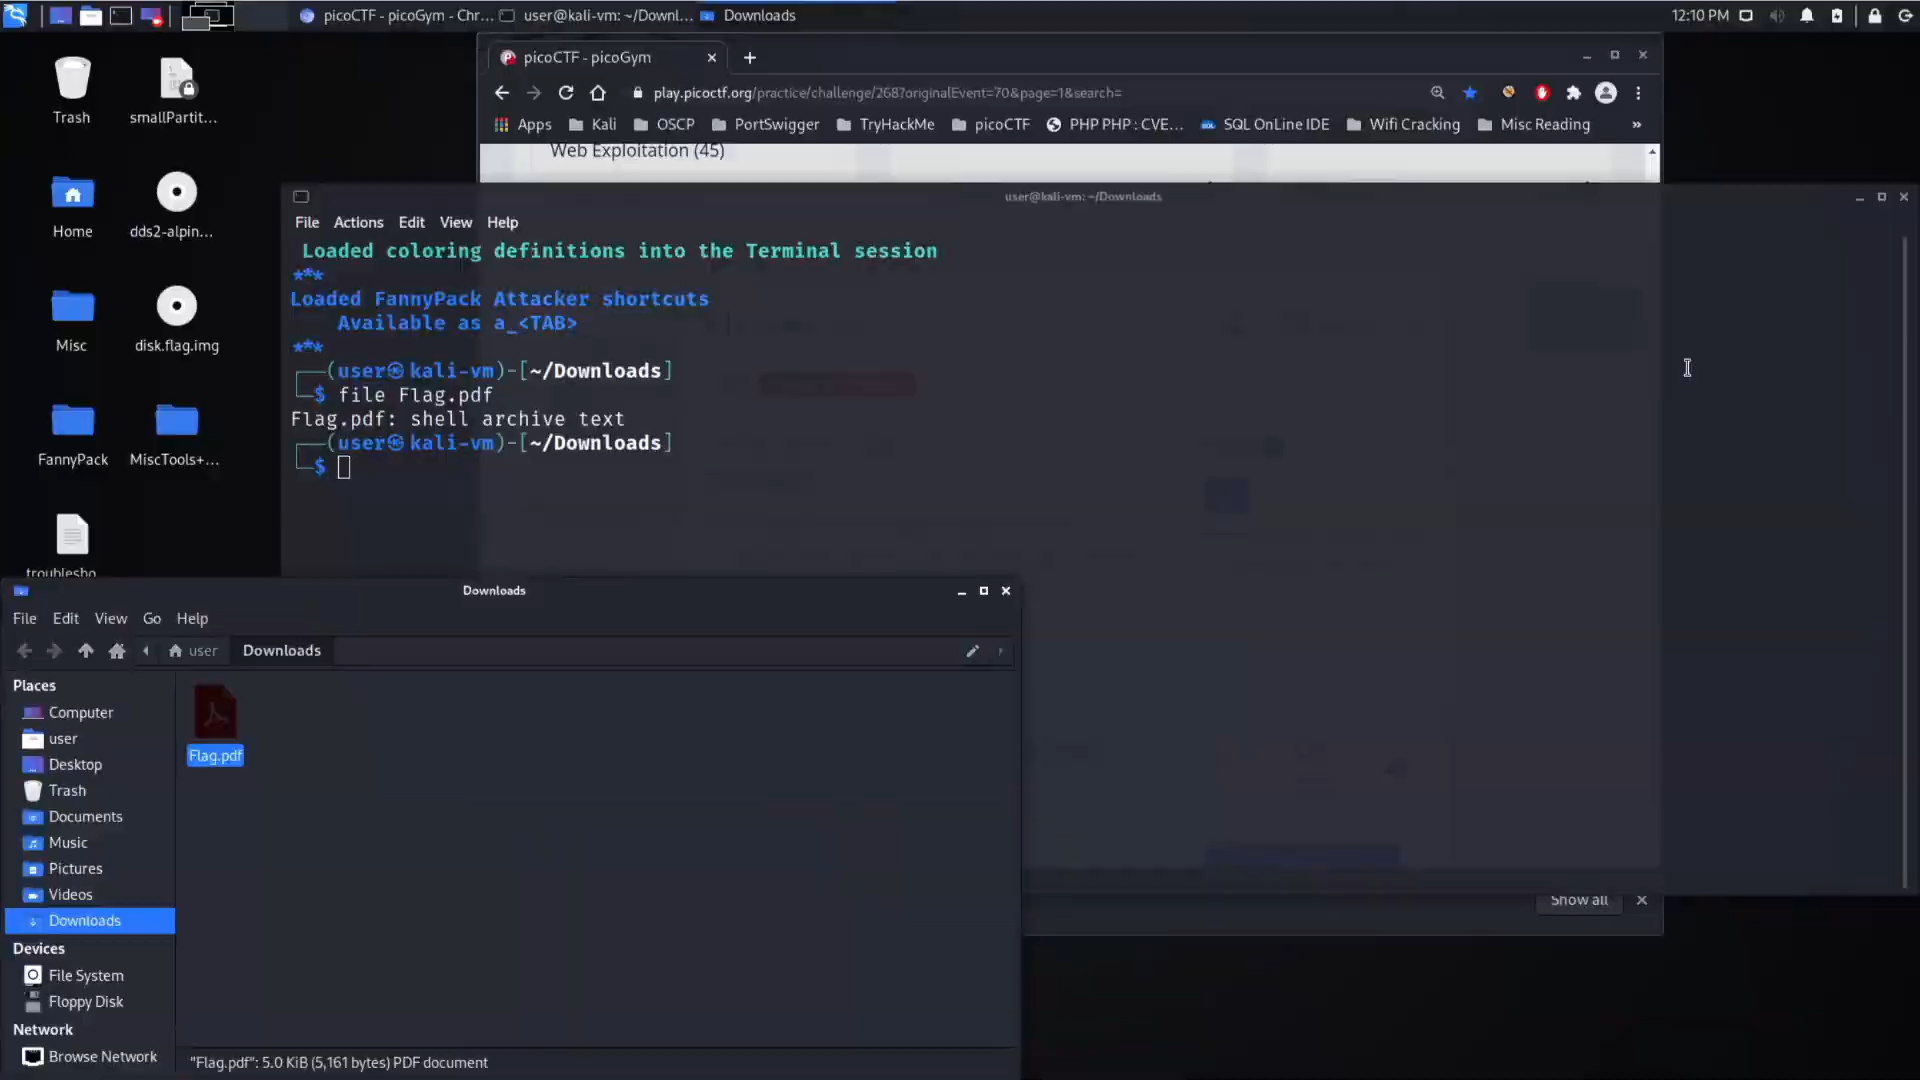 picoCTF - picoGym - Chr...
user@kali-vm: ~/Downl...
Downloads
12:10 PM
Trash
smallPartit...
Home
dds2-alpin...
Misc
disk.flag.img
FannyPack
MiscTools+...
troublesho
picoCTF - picoGym
play.picoctf.org/practice/challenge/268?originalEvent=70&page=1&search=
Apps
Kali
OSCP
PortSwigger
TryHackMe
picoCTF
PHP PHP : CVE...
SQL OnLine IDE
Wifi Cracking
Misc Reading
»
Web Exploitation (45)
user@kali-vm: ~/Downloads
File Actions Edit View Help
Loaded coloring definitions into the Terminal session
***
Loaded FannyPack Attacker shortcuts
Available as a_<TAB>
***
(user㉿kali-vm)-[~/Downloads]
$ file Flag.pdf
Flag.pdf: shell archive text
(user㉿kali-vm)-[~/Downloads]
$
Downloads
File Edit View Go Help
user
Downloads
Places
Computer
user
Desktop
Trash
Documents
Music
Pictures
Videos
Downloads
Devices
File System
Floppy Disk
Network
Browse Network
Flag.pdf
"Flag.pdf": 5.0 KiB (5,161 bytes) PDF document
Show all